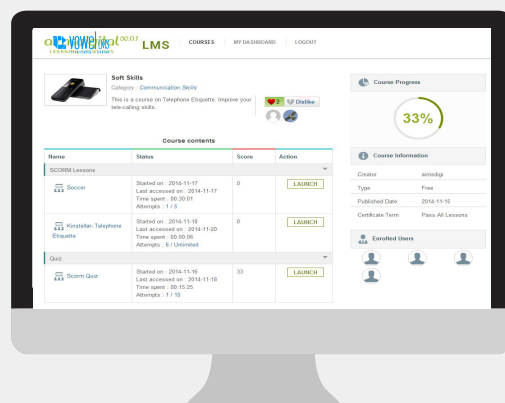 LMS
COURSES
MY DASHBOARD
LOGOUT
Soft Skills
Category : Communication Skills
This is a course on Telephone Etiquette. Improve your tele-calling skills.
2 Dislike
Course contents
Name Status Score Action
SCORM Lessons
Soccer
Started on : 2014-11-17
Last accessed on : 2014-11-17
Time spent : 00:30:01
Attempts : 1 / 5
0
LAUNCH
Kinstellar- Telephone Etiquette
Started on : 2014-11-18
Last accessed on : 2014-11-20
Time spent : 00:00:06
Attempts : 6 / Unlimited
0
LAUNCH
Quiz
Scorm Quiz
Started on : 2014-11-16
Last accessed on : 2014-11-18
Time spent : 00:15:25
Attempts : 1 / 10
33
LAUNCH
Course Progress
33%
Course Information
Creator aimsdigi
Type Free
Published Date 2014-11-15
Certificate Term Pass All Lessons
Enrolled Users